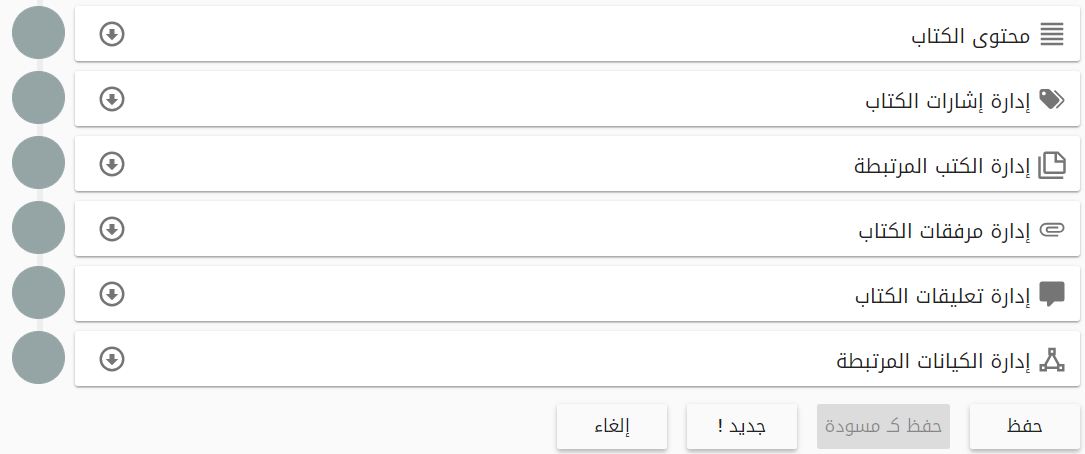 محتوى الكتاب
إدارة إشارات الكتاب
إدارة الكتب المرتبطة
إدارة مرفقات الكتاب
إدارة تعليقات الكتاب
إدارة الكيانات المرتبطة
حفظ حفظ كـ مسودة جديد ! إلغاء